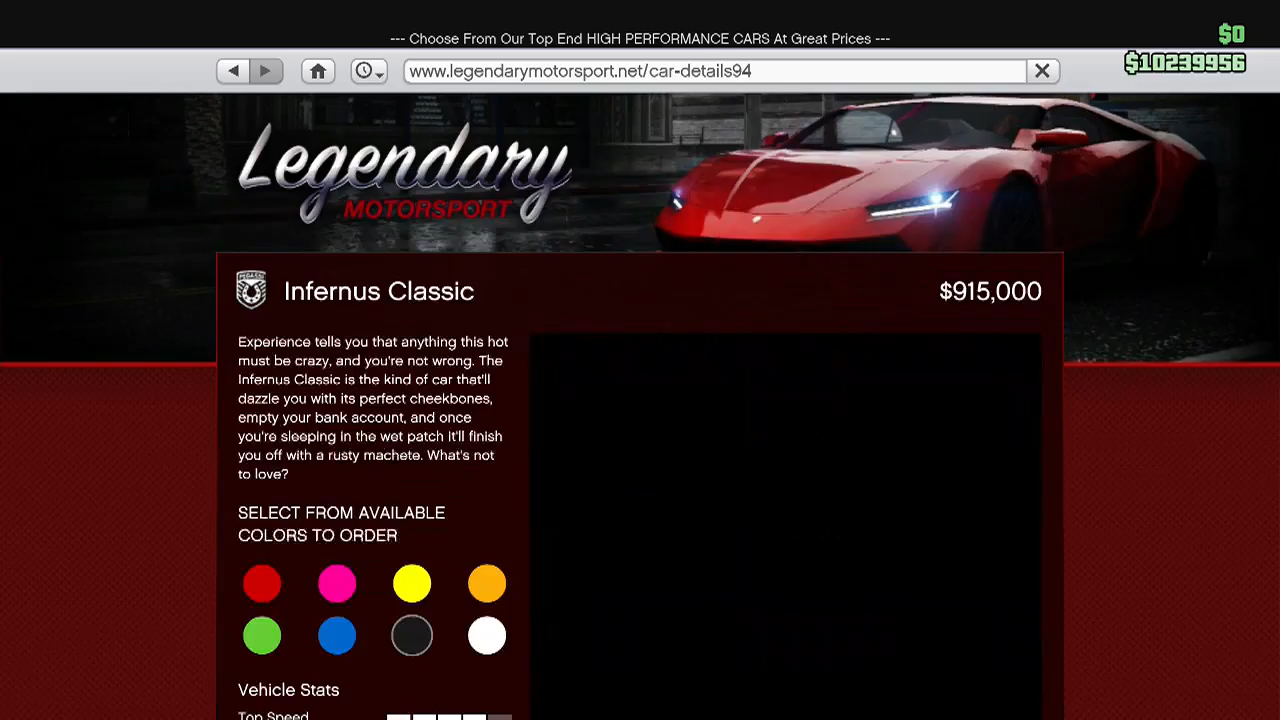 --- Choose From Our Top End HIGH PERFORMANCE CARS At Great Prices ---
$0
www.legendarymotorsport.net/car-details94
$10239956
Legendary
MOTORSPORT
Infernus Classic
$915,000
Experience tells you that anything this hot
must be crazy, and you're not wrong. The
Infernus Classic is the kind of car that'll
dazzle you with its perfect cheekbones,
empty your bank account, and once
you're sleeping in the wet patch it'll finish
you off with a rusty machete. What's not
to love?
SELECT FROM AVAILABLE
COLORS TO ORDER
Vehicle Stats
Top Speed